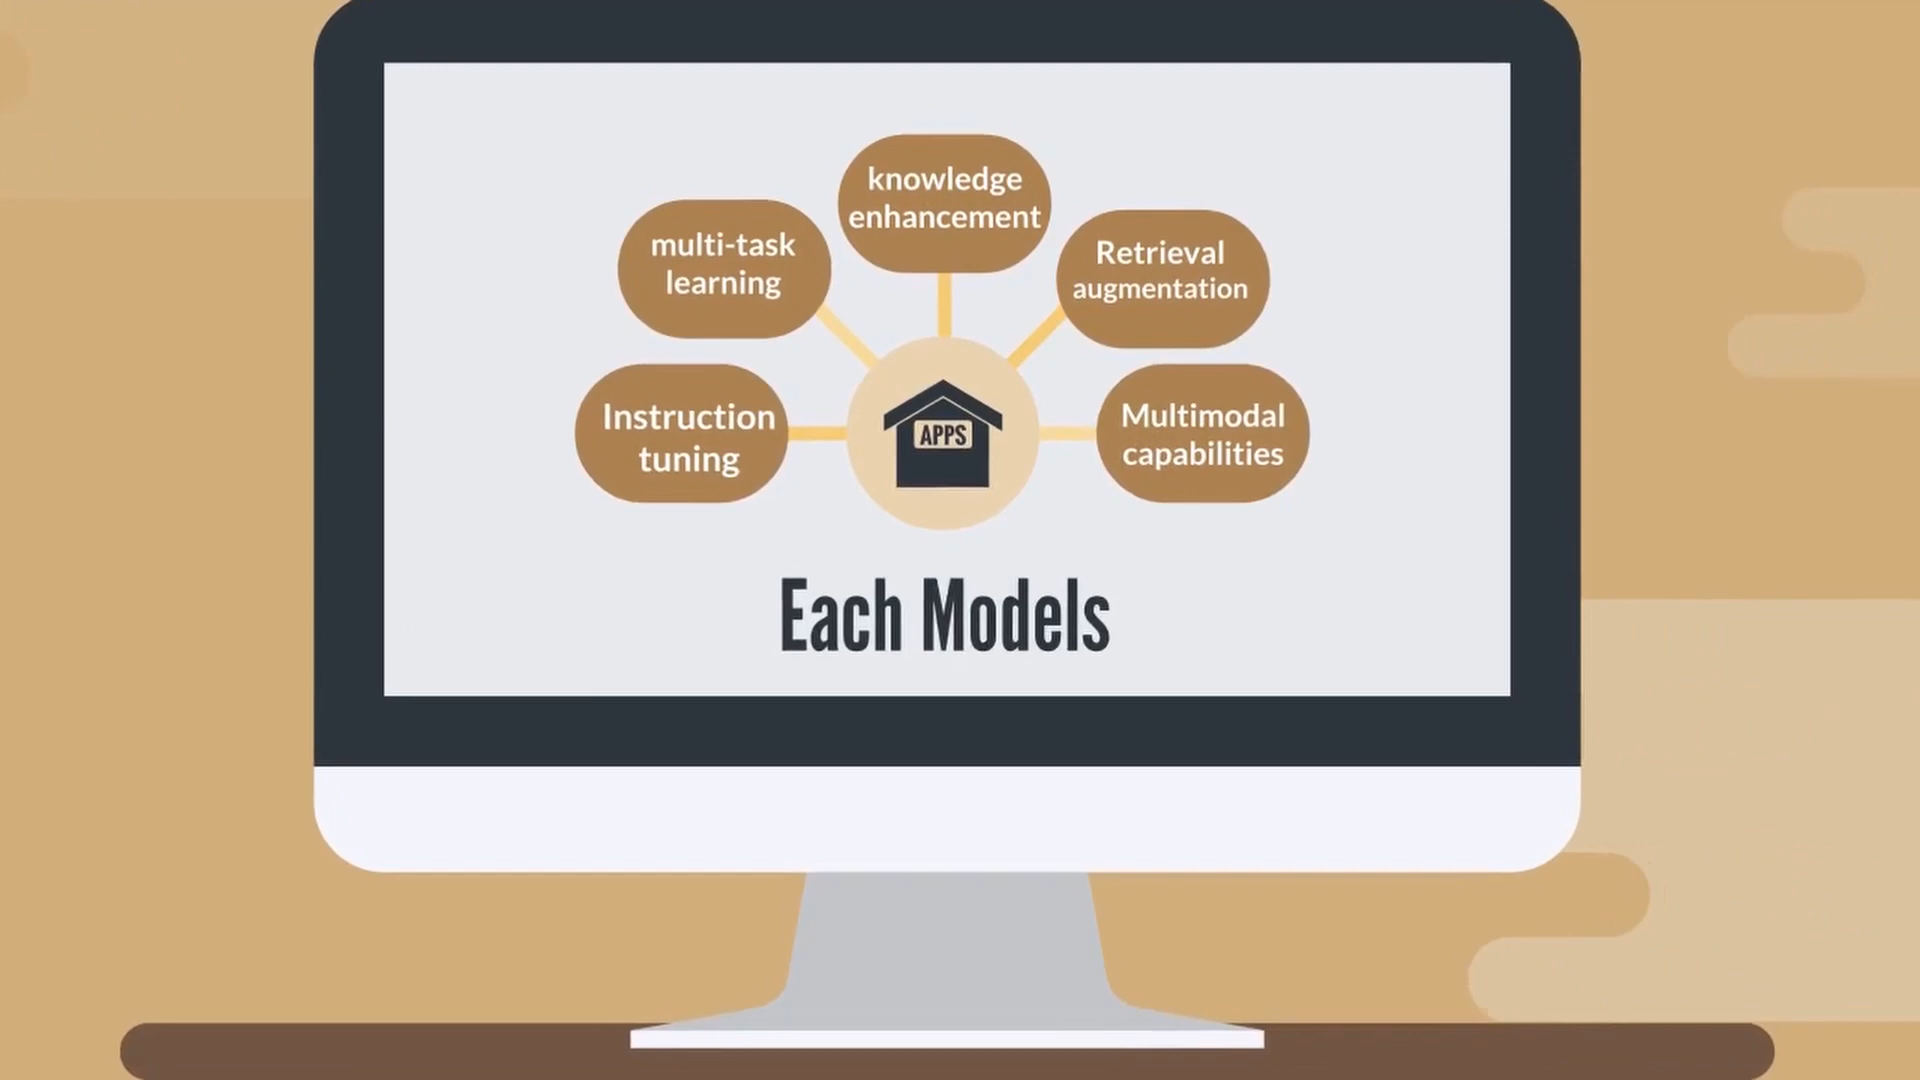 knowledge
enhancement
multi-task
learning
Retrieval
augmentation
Instruction
tuning
APPS
Multimodal
capabilities
Each Models